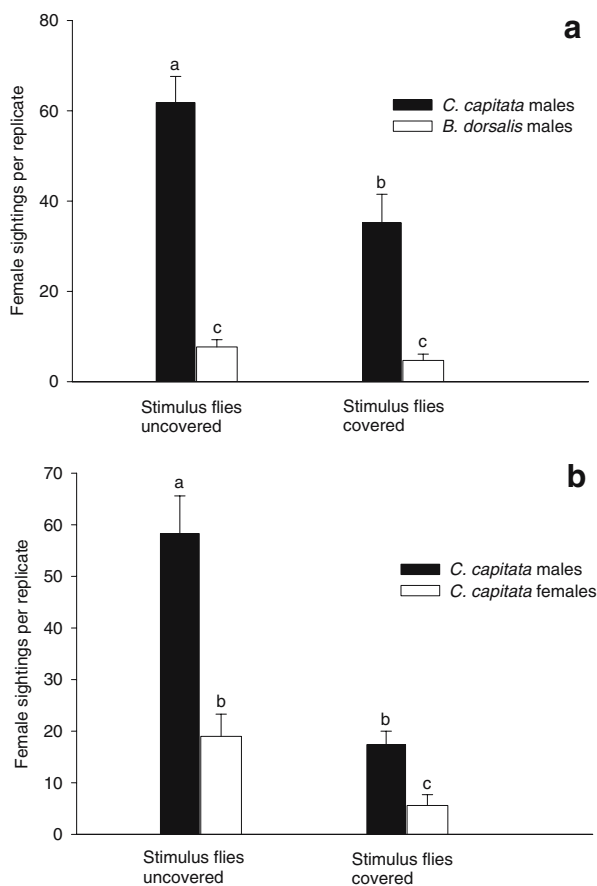 a
80
60
40
20
0
Female sightings per replicate
a
c
b
c
C. capitata males
B. dorsalis males
Stimulus flies
uncovered
Stimulus flies
covered
b
70
60
50
40
30
20
10
0
Female sightings per replicate
a
b
b
c
C. capitata males
C. capitata females
Stimulus flies
uncovered
Stimulus flies
covered